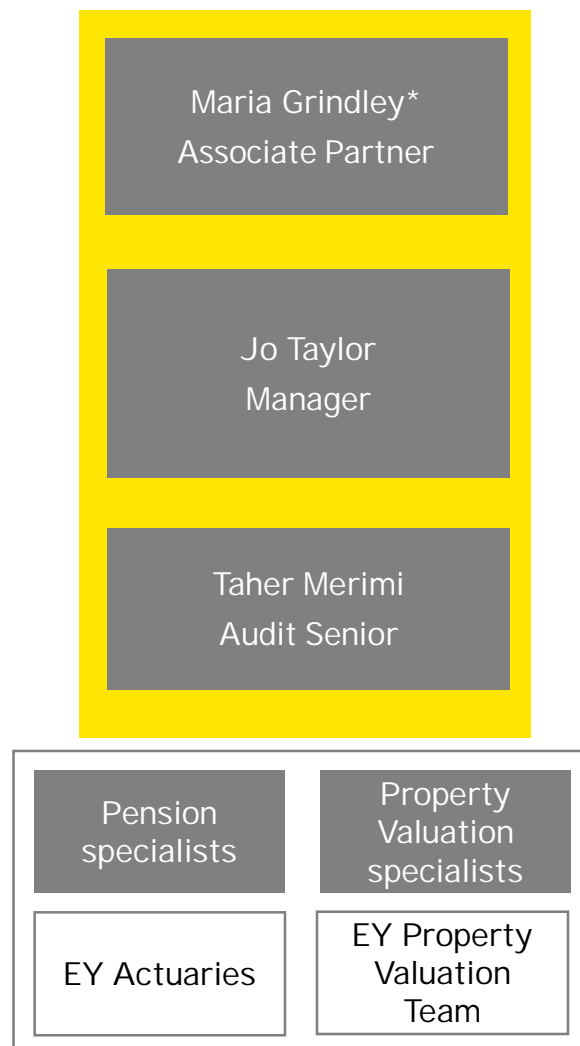 Maria Grindley*
Associate Partner
Jo Taylor
Manager
Taher Merimi
Audit Senior
Pension
specialists
Property
Valuation
specialists
EY Actuaries
EY Property
Valuation
Team